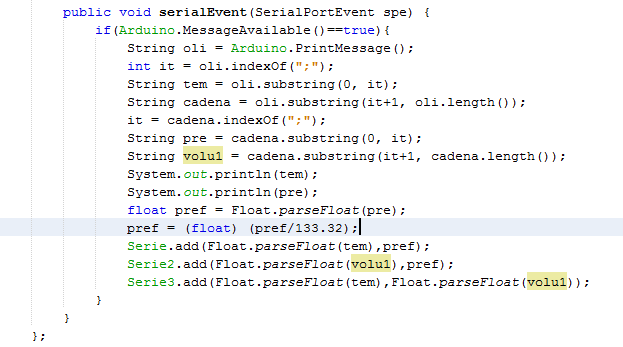 public void serialEvent(SerialPortEvent spe) {
if(Arduino.MessageAvailable()==true){
String oli = Arduino.PrintMessage();
int it = oli.indexOf(";");
String tem = oli.substring(0, it);
String cadena = oli.substring(it+1, oli.length());
it = cadena.indexOf(";");
String pre = cadena.substring(0, it);
String volu1 = cadena.substring(it+1, cadena.length());
System.out.println(tem);
System.out.println(pre);
float pref = Float.parseFloat(pre);
pref = (float) (pref/133.32);
Serie.add(Float.parseFloat(tem),pref);
Serie2.add(Float.parseFloat(volu1),pref);
Serie3.add(Float.parseFloat(tem),Float.parseFloat(volu1));
}
}
};